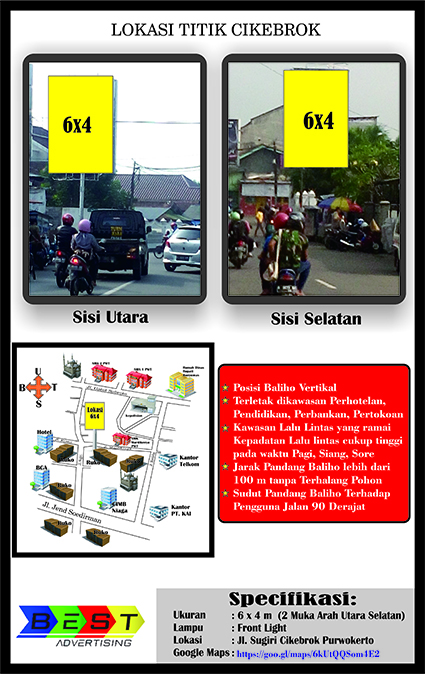 LOKASI TITIK CIKEBROK
6x4
6x4
Sisi Utara
Sisi Selatan
U
B T
S
Lokasi
6x4
Hotel
Ruko
Kantor
Telkom
BCA
Ruko
CIMB
Niaga
Kantor
PT. KAI
Jl. Jend Soedirman
Ruko
Ruko
Posisi Baliho Vertikal
Terletak dikawasan Perhotelan,
Pendidikan, Perbankan, Pertokoan
Kawasan Lalu Lintas yang ramai
Kepadatan Lalu lintas cukup tinggi
pada waktu Pagi, Siang, Sore
Jarak Pandang Baliho lebih dari
100 m tanpa Terhalang Pohon
Sudut Pandang Baliho Terhadap
Pengguna Jalan 90 Derajat
BEST
ADVERTISING
Spesifikasi:
Ukuran : 6 x 4 m (2 Muka Arah Utara Selatan)
Lampu : Front Light
Lokasi : Jl. Sugiri Cikebrok Purwokerto
Google Maps : https://goo.gl/maps/6kUtQQSom4E2